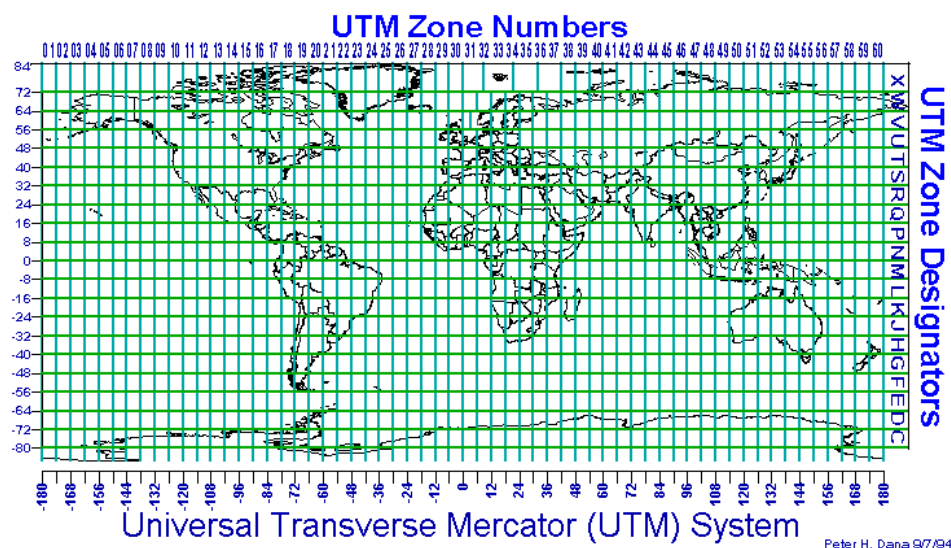 UTM Zone Numbers
01 02 03 04 05 06 07 08 09 10 11 12 13 14 15 16 17 18 19 20 21 22 23 24 25 26 27 28 29 30 31 32 33 34 35 36 37 38 39 40 41 42 43 44 45 46 47 48 49 50 51 52 53 54 55 56 57 58 59 60
84
72
64
56
48
40
32
24
16
8
0
-8
-16
-24
-32
-40
-48
-56
-64
-72
-80
X
W
V
U
T
S
R
Q
P
N
M
L
K
J
H
G
F
E
D
C
UTM Zone Designators
-180 -168 -156 -144 -132 -120 -108 -96 -84 -72 -60 -48 -36 -24 -12 0 12 24 36 48 60 72 84 96 108 120 132 144 156 168 180
Universal Transverse Mercator (UTM) System
Peter H. Dana 9/7/94